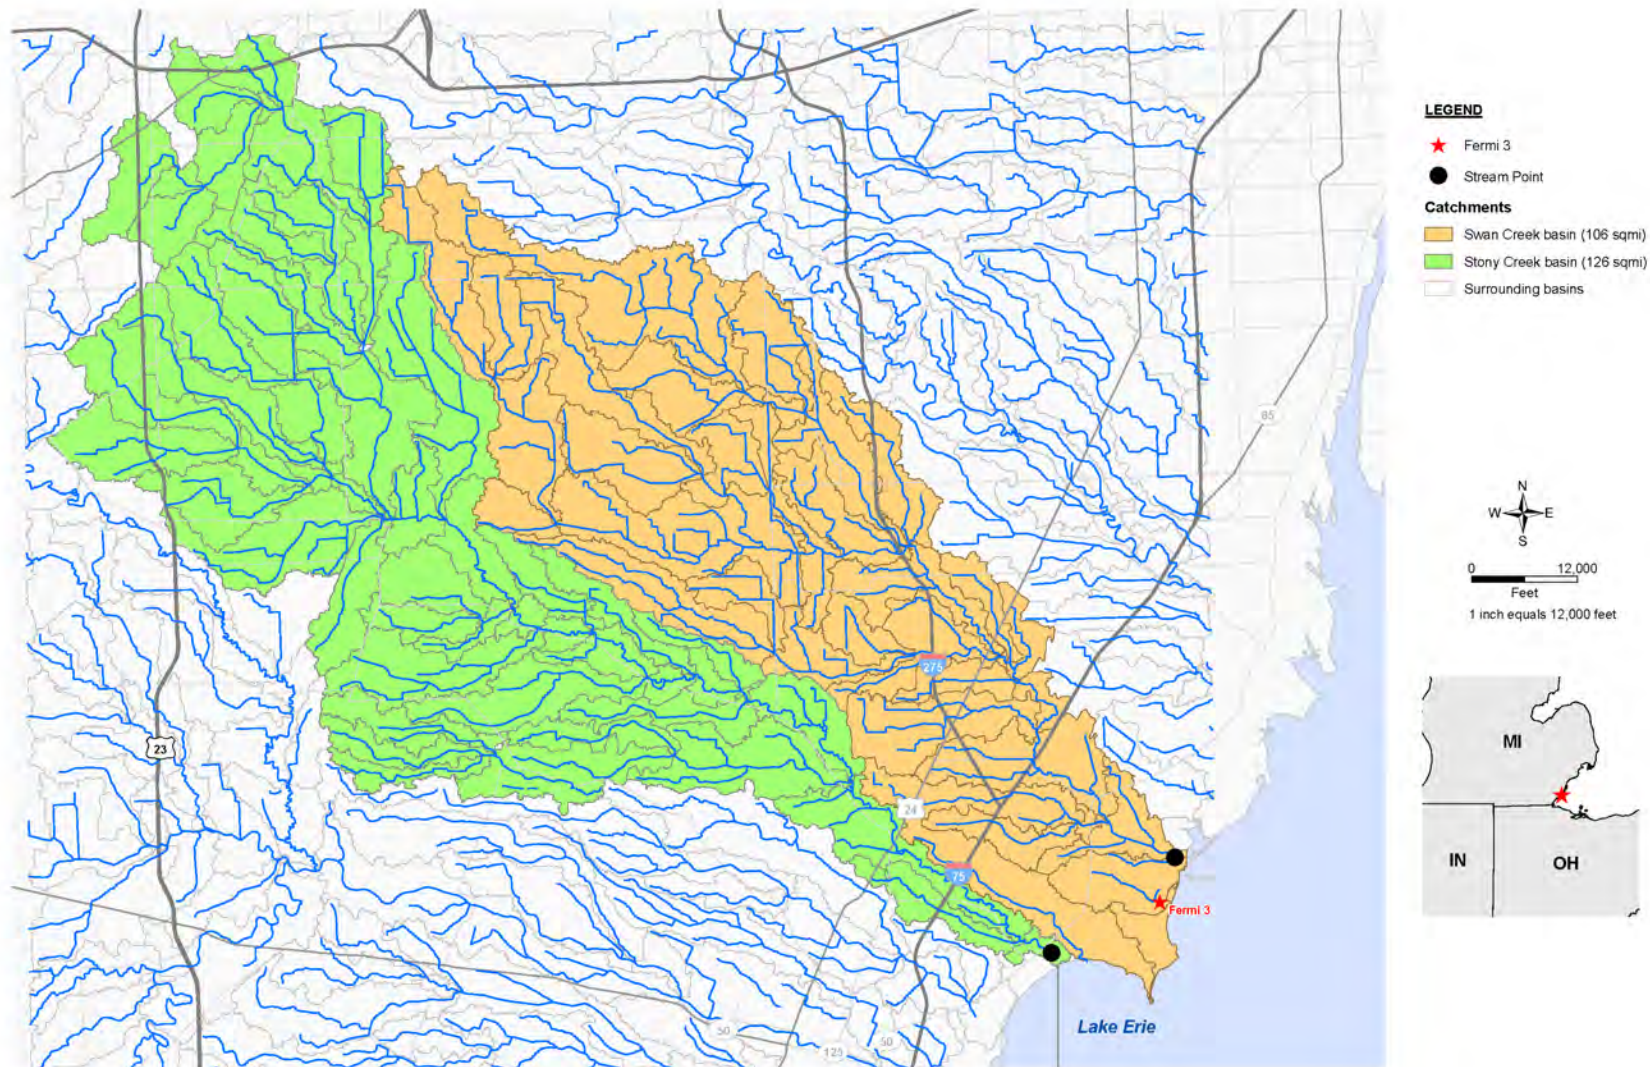 LEGEND
Fermi 3
Stream Point
Catchments
Swan Creek basin (106 sqmi)
Stony Creek basin (126 sqmi)
Surrounding basins
85
N
W E
S
0 12,000
Feet
1 inch equals 12,000 feet
275
23
24
75
MI
IN
OH
Fermi 3
Lake Erie
50
125
50